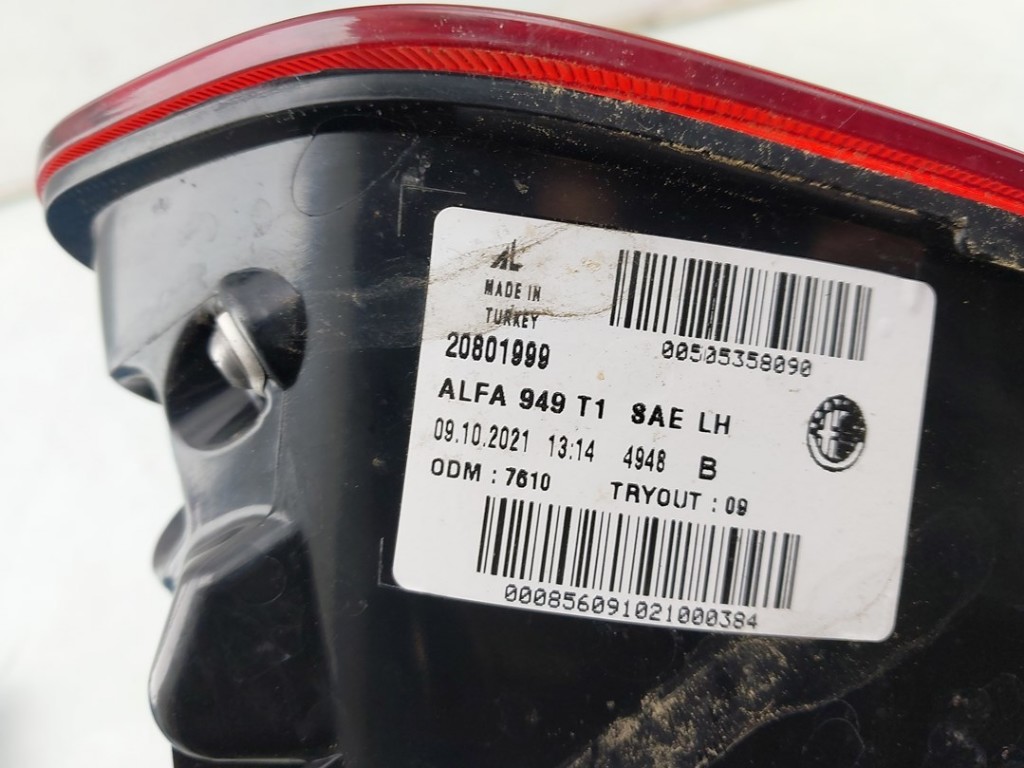 AL
MADE IN
TURKEY
00505358090
20801999
ALFA 949 T1 SAE LH
09.10.2021 13:14 4948 B
ODM : 7610 TRYOUT : 09
000856091021000384